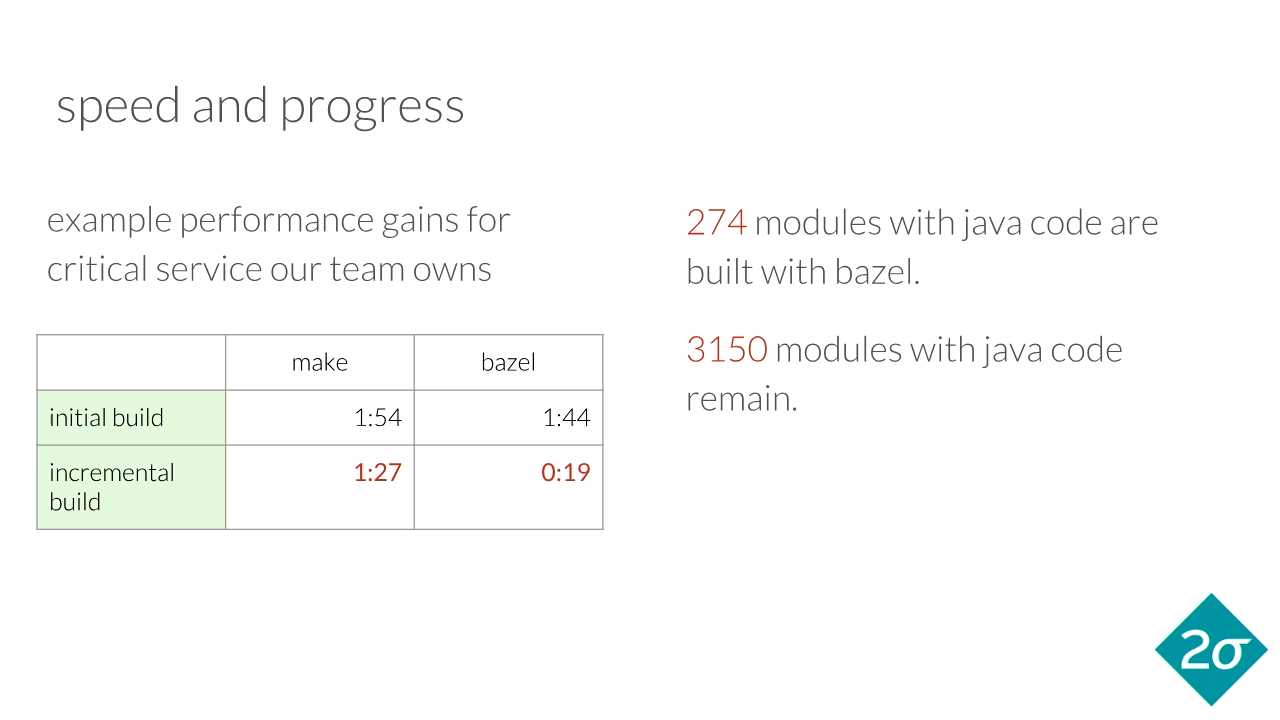 speed and progress
example performance gains for
critical service our team owns
make bazel
initial build 1:54 1:44
incremental 1:27 0:19
build
274 modules with java code are
built with bazel.
3150 modules with java code
remain.
2σ